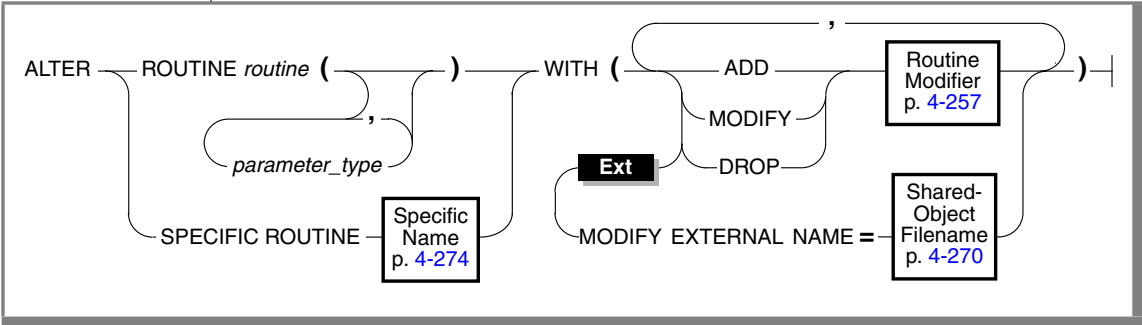 ,
ALTER ROUTINE routine ( ) WITH ( ADD Routine Modifier p. 4-257 )
, MODIFY
parameter_type Ext DROP
SPECIFIC ROUTINE Specific Name p. 4-274 MODIFY EXTERNAL NAME = Shared-Object Filename p. 4-270